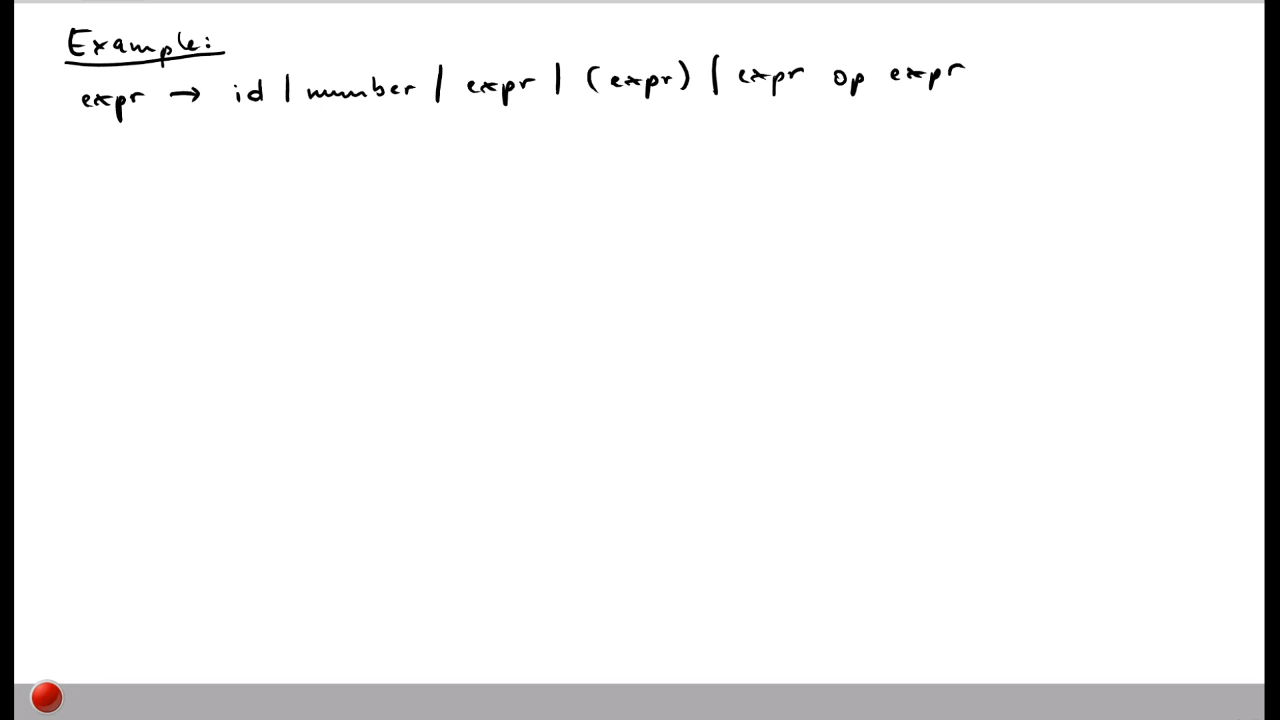 Example:
expr → id | number | expr | (expr) | expr op expr